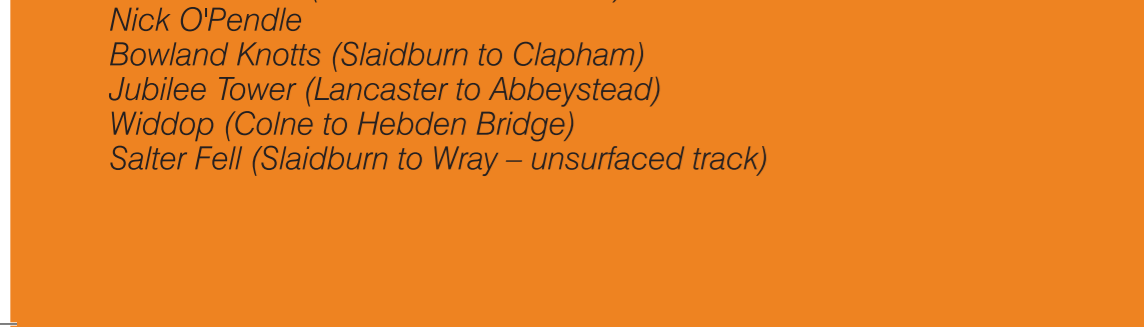 Nick O'Pendle
Bowland Knotts (Slaidburn to Clapham)
Jubilee Tower (Lancaster to Abbeystead)
Widdop (Colne to Hebden Bridge)
Salter Fell (Slaidburn to Wray – unsurfaced track)